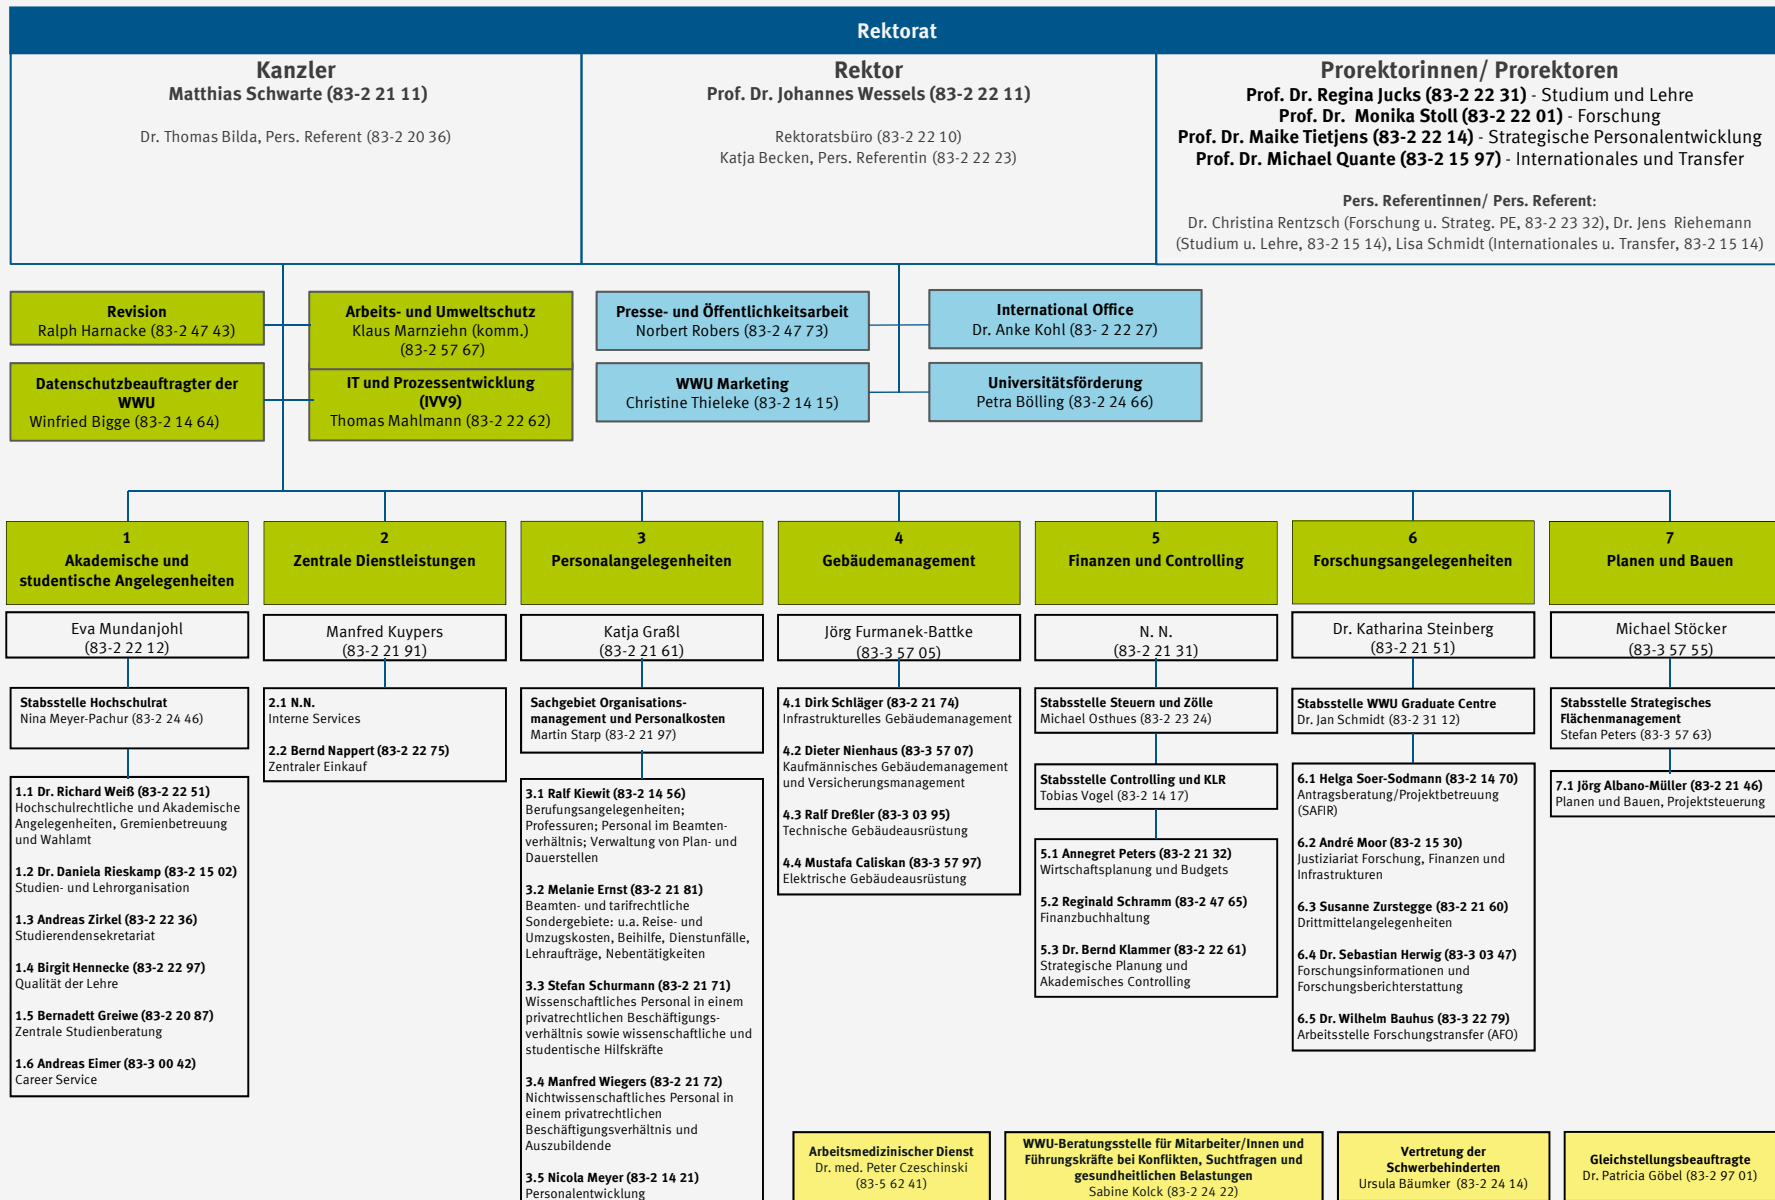 Rektorat
Kanzler
Matthias Schwarte (83-2 21 11)
Dr. Thomas Bilda, Pers. Referent (83-2 20 36)
Rektor
Prof. Dr. Johannes Wessels (83-2 22 11)
Rektoratsbüro (83-2 22 10)
Katja Becken, Pers. Referentin (83-2 22 23)
Prorektorinnen/ Prorektoren
Prof. Dr. Regina Jucks (83-2 22 31) - Studium und Lehre
Prof. Dr. Monika Stoll (83-2 22 01) - Forschung
Prof. Dr. Maike Tietjens (83-2 22 14) - Strategische Personalentwicklung
Prof. Dr. Michael Quante (83-2 15 97) - Internationales und Transfer
Pers. Referentinnen/ Pers. Referent:
Dr. Christina Rentzsch (Forschung u. Strateg. PE, 83-2 23 32), Dr. Jens Riehemann
(Studium u. Lehre, 83-2 15 14), Lisa Schmidt (Internationales u. Transfer, 83-2 15 14)
Revision
Ralph Harnacke (83-2 47 43)
Arbeits- und Umweltschutz
Klaus Marnziehn (komm.)
(83-2 57 67)
Presse- und Öffentlichkeitsarbeit
Norbert Robers (83-2 47 73)
International Office
Dr. Anke Kohl (83- 2 22 27)
Datenschutzbeauftragter der
WWU
Winfried Bigge (83-2 14 64)
IT und Prozessentwicklung
(IVV9)
Thomas Mahlmann (83-2 22 62)
WWU Marketing
Christine Thieleke (83-2 14 15)
Universitätsförderung
Petra Bölling (83-2 24 66)
1
Akademische und
studentische Angelegenheiten
Eva Mundanjohl
(83-2 22 12)
Stabsstelle Hochschulrat
Nina Meyer-Pachur (83-2 24 46)
1.1 Dr. Richard Weiß (83-2 22 51)
Hochschulrechtliche und Akademische
Angelegenheiten, Gremienbetreuung
und Wahlamt
1.2 Dr. Daniela Rieskamp (83-2 15 02)
Studien- und Lehrorganisation
1.3 Andreas Zirkel (83-2 22 36)
Studierendensekretariat
1.4 Birgit Hennecke (83-2 22 97)
Qualität der Lehre
1.5 Bernadett Greiwe (83-2 20 87)
Zentrale Studienberatung
1.6 Andreas Eimer (83-3 00 42)
Career Service
2
Zentrale Dienstleistungen
Manfred Kuypers
(83-2 21 91)
2.1 N.N.
Interne Services
2.2 Bernd Nappert (83-2 22 75)
Zentraler Einkauf
3
Personalangelegenheiten
Katja Graßl
(83-2 21 61)
Sachgebiet Organisations-
management und Personalkosten
Martin Starp (83-2 21 97)
3.1 Ralf Kiewit (83-2 14 56)
Berufungsangelegenheiten;
Professuren; Personal im Beamten-
verhältnis; Verwaltung von Plan- und
Dauerstellen
3.2 Melanie Ernst (83-2 21 81)
Beamten- und tarifrechtliche
Sondergebiete: u.a. Reise- und
Umzugskosten, Beihilfe, Dienstunfälle,
Lehraufträge, Nebentätigkeiten
3.3 Stefan Schurmann (83-2 21 71)
Wissenschaftliches Personal in einem
privatrechtlichen Beschäftigungs-
verhältnis sowie wissenschaftliche und
studentische Hilfskräfte
3.4 Manfred Wiegers (83-2 21 72)
Nichtwissenschaftliches Personal in
einem privatrechtlichen
Beschäftigungsverhältnis und
Auszubildende
3.5 Nicola Meyer (83-2 14 21)
Personalentwicklung
4
Gebäudemanagement
Jörg Furmanek-Battke
(83-3 57 05)
4.1 Dirk Schläger (83-2 21 74)
Infrastrukturelles Gebäudemanagement
4.2 Dieter Nienhaus (83-3 57 07)
Kaufmännisches Gebäudemanagement
und Versicherungsmanagement
4.3 Ralf Dreßler (83-3 03 95)
Technische Gebäudeausrüstung
4.4 Mustafa Caliskan (83-3 57 97)
Elektrische Gebäudeausrüstung
5
Finanzen und Controlling
N. N.
(83-2 21 31)
Stabsstelle Steuern und Zölle
Michael Osthues (83-2 23 24)
Stabsstelle Controlling und KLR
Tobias Vogel (83-2 14 17)
5.1 Annegret Peters (83-2 21 32)
Wirtschaftsplanung und Budgets
5.2 Reginald Schramm (83-2 47 65)
Finanzbuchhaltung
5.3 Dr. Bernd Klammer (83-2 22 61)
Strategische Planung und
Akademisches Controlling
6
Forschungsangelegenheiten
Dr. Katharina Steinberg
(83-2 21 51)
Stabsstelle WWU Graduate Centre
Dr. Jan Schmidt (83-2 31 12)
6.1 Helga Soer-Sodmann (83-2 14 70)
Antragsberatung/Projektbetreuung
(SAFIR)
6.2 André Moor (83-2 15 30)
Justiziariat Forschung, Finanzen und
Infrastrukturen
6.3 Susanne Zurstegge (83-2 21 60)
Drittmittelangelegenheiten
6.4 Dr. Sebastian Herwig (83-3 03 47)
Forschungsinformationen und
Forschungsberichterstattung
6.5 Dr. Wilhelm Bauhus (83-3 22 79)
Arbeitsstelle Forschungstransfer (AFO)
7
Planen und Bauen
Michael Stöcker
(83-3 57 55)
Stabsstelle Strategisches
Flächenmanagement
Stefan Peters (83-3 57 63)
7.1 Jörg Albano-Müller (83-2 21 46)
Planen und Bauen, Projektsteuerung
Arbeitsmedizinischer Dienst
Dr. med. Peter Czeschinski
(83-5 62 41)
WWU-Beratungsstelle für Mitarbeiter/Innen und
Führungskräfte bei Konflikten, Suchtfragen und
gesundheitlichen Belastungen
Sabine Kolck (83-2 24 22)
Vertretung der
Schwerbehinderten
Ursula Bäumker (83-2 24 14)
Gleichstellungsbeauftragte
Dr. Patricia Göbel (83-2 97 01)